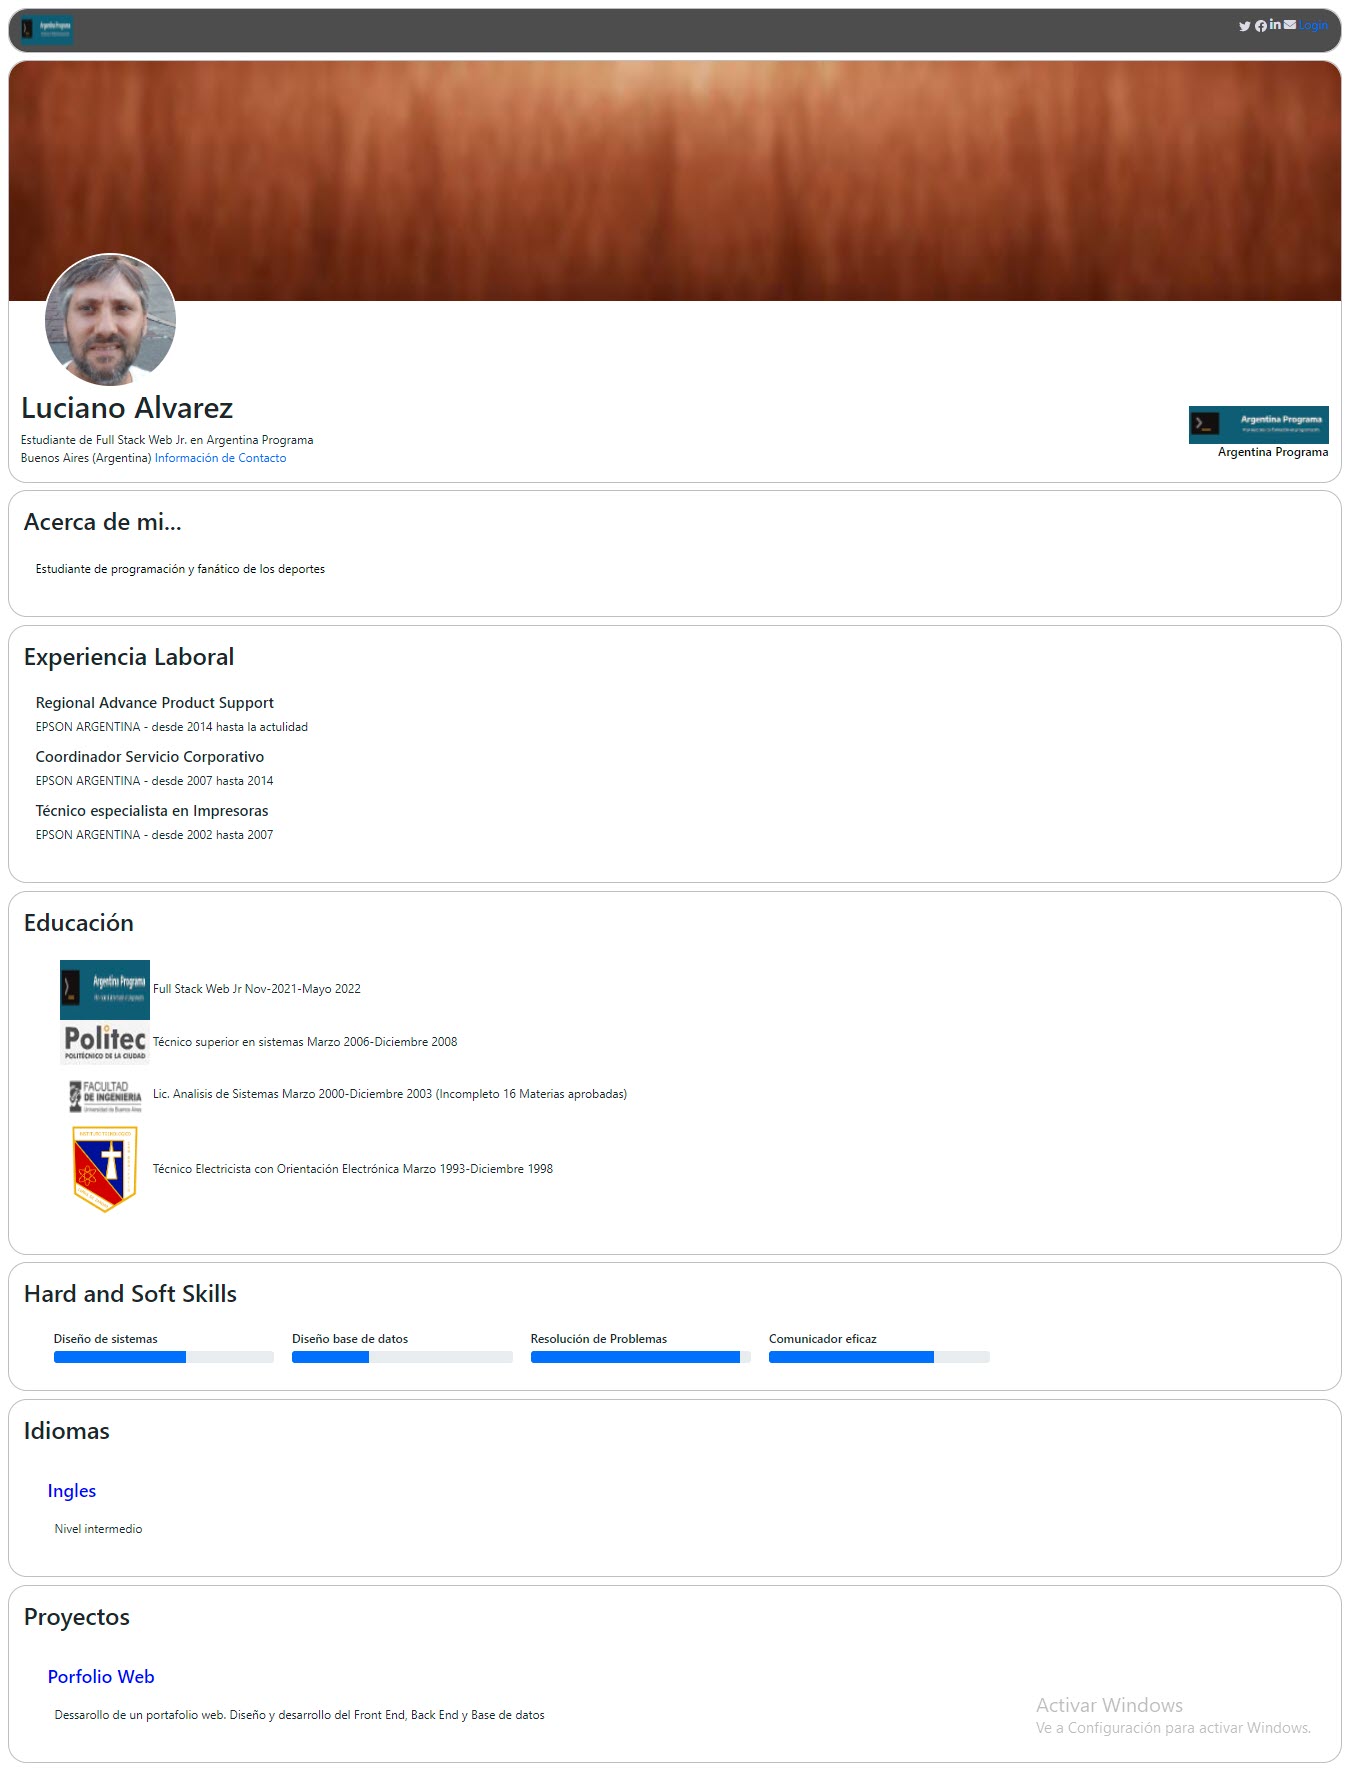 Argentina Programa
Login
Luciano Alvarez
Estudiante de Full Stack Web Jr. en Argentina Programa
Buenos Aires (Argentina) Información de Contacto
Argentina Programa
Argentina Programa
Acerca de mi...
Estudiante de programación y fanático de los deportes
Experiencia Laboral
Regional Advance Product Support
EPSON ARGENTINA - desde 2014 hasta la actulidad
Coordinador Servicio Corporativo
EPSON ARGENTINA - desde 2007 hasta 2014
Técnico especialista en Impresoras
EPSON ARGENTINA - desde 2002 hasta 2007
Educación
Argentina Programa
Full Stack Web Jr Nov-2021-Mayo 2022
Politec
POLITÉCNICO DE LA CIUDAD
Técnico superior en sistemas Marzo 2006-Diciembre 2008
FACULTAD
DE INGENIERIA
Universidad de Buenos Aires
Lic. Analisis de Sistemas Marzo 2000-Diciembre 2003 (Incompleto 16 Materias aprobadas)
Técnico Electricista con Orientación Electrónica Marzo 1993-Diciembre 1998
Hard and Soft Skills
Diseño de sistemas
Diseño base de datos
Resolución de Problemas
Comunicador eficaz
Idiomas
Ingles
Nivel intermedio
Proyectos
Porfolio Web
Dessarollo de un portafolio web. Diseño y desarrollo del Front End, Back End y Base de datos
Activar Windows
Ve a Configuración para activar Windows.